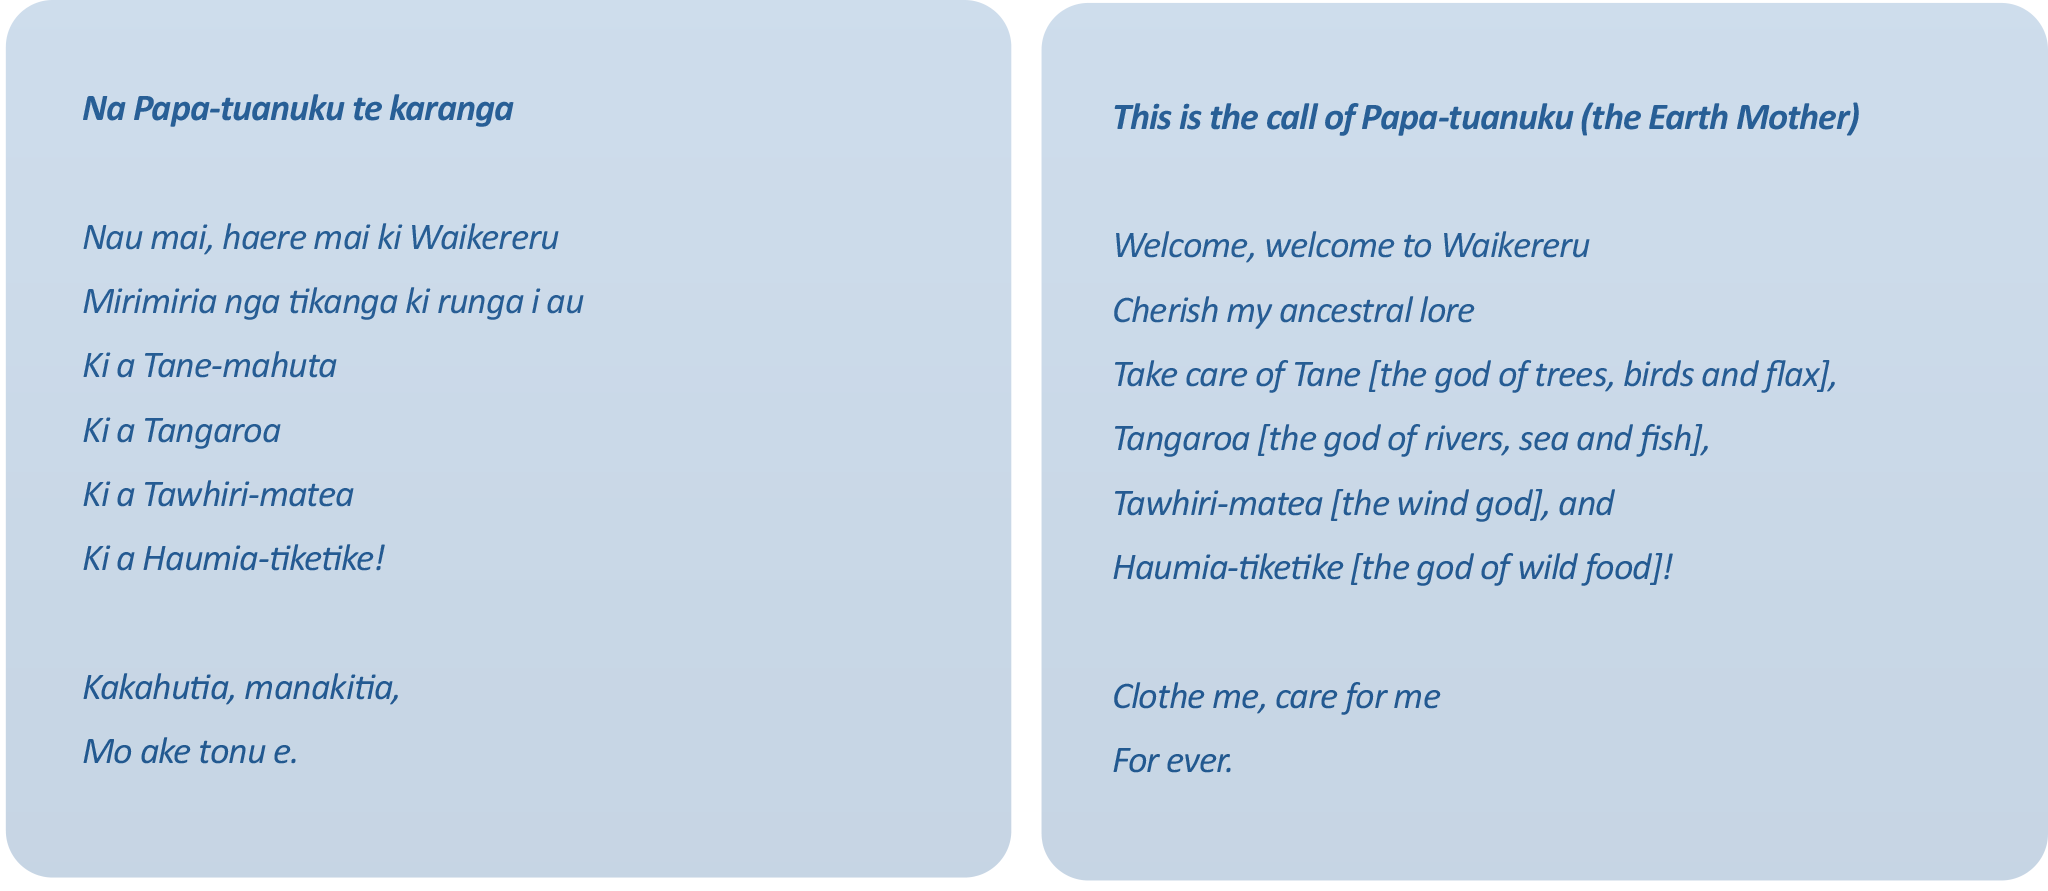 Na Papa-tuanuku te karanga
Nau mai, haere mai ki Waikereru
Mirimiria nga tikanga ki runga i au
Ki a Tane-mahuta
Ki a Tangaroa
Ki a Tawhiri-matea
Ki a Haumia-tiketike!
Kakahutia, manakitia,
Mo ake tonu e.
This is the call of Papa-tuanuku (the Earth Mother)
Welcome, welcome to Waikereru
Cherish my ancestral lore
Take care of Tane [the god of trees, birds and flax],
Tangaroa [the god of rivers, sea and fish],
Tawhiri-matea [the wind god], and
Haumia-tiketike [the god of wild food]!
Clothe me, care for me
For ever.